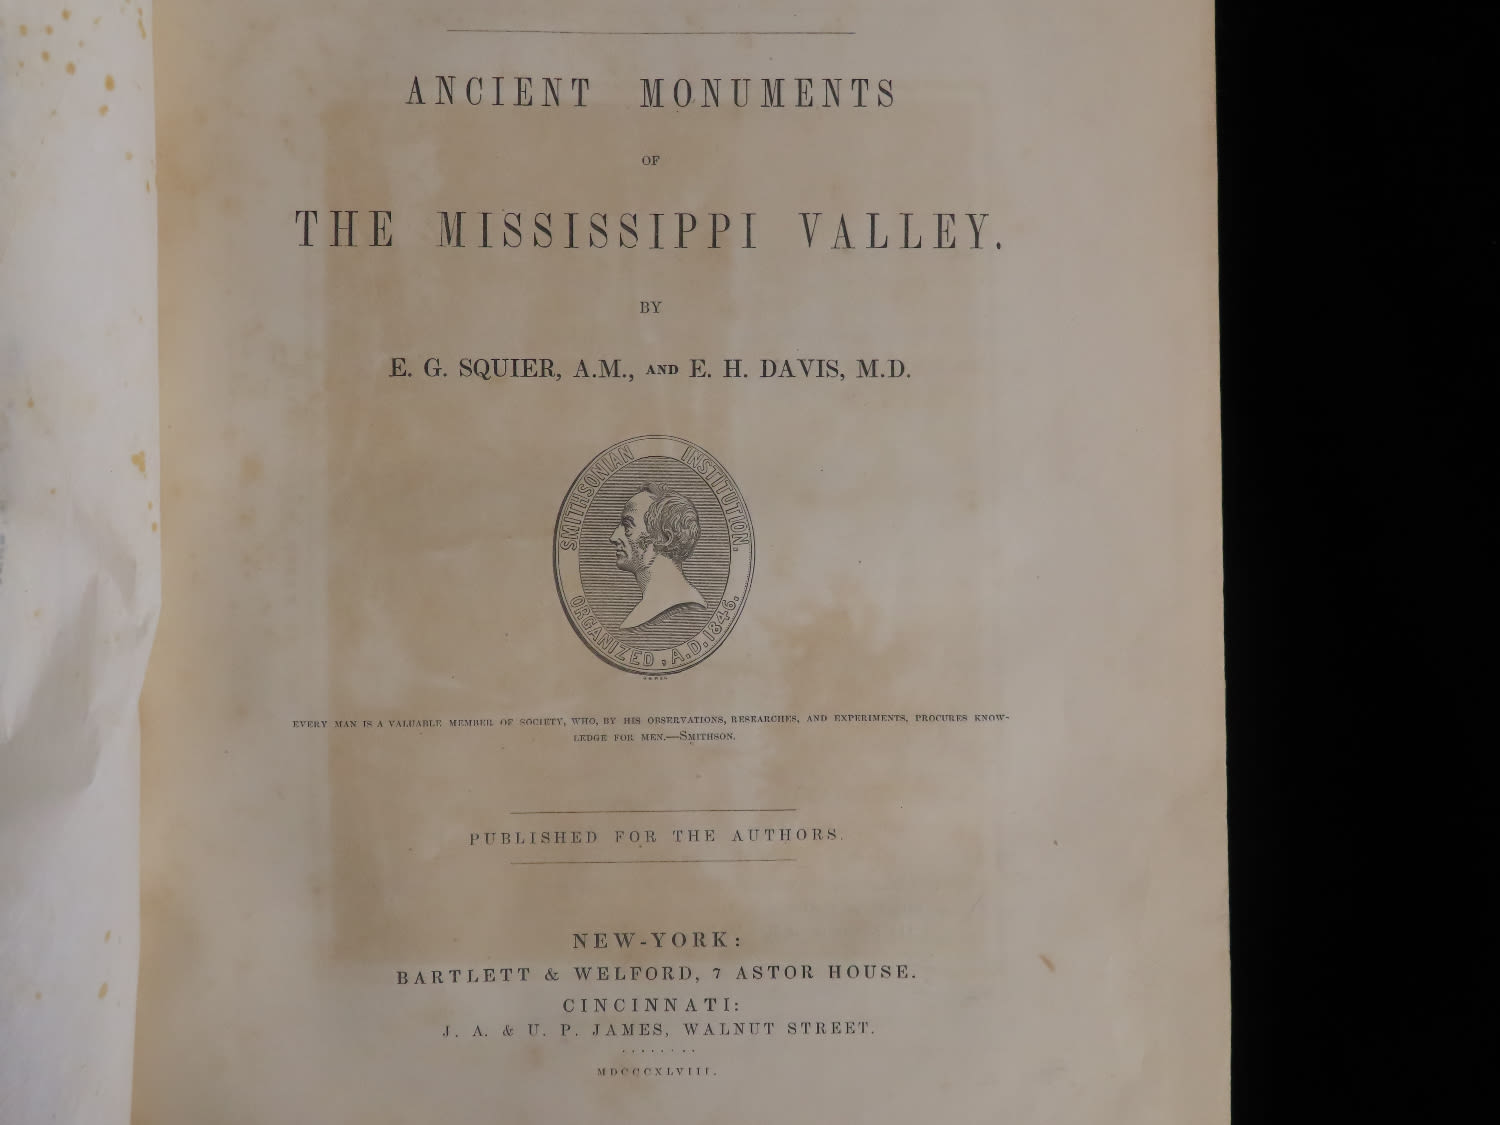 ANCIENT MONUMENTS
OF
THE MISSISSIPPI VALLEY.
BY
E. G. SQUIER, A.M., AND E. H. DAVIS, M.D.
SMITHSONIAN INSTITUTION.
ORGANIZED, A.D. 1846.
EVERY MAN IS A VALUABLE MEMBER OF SOCIETY, WHO, BY HIS OBSERVATIONS, RESEARCHES, AND EXPERIMENTS, PROCURES KNOW-
LEDGE FOR MEN.—SMITHSON.
PUBLISHED FOR THE AUTHORS.
NEW-YORK:
BARTLETT & WELFORD, 7 ASTOR HOUSE.
CINCINNATI:
J. A. & U. P. JAMES, WALNUT STREET.
........
MDCCCXLVIII.